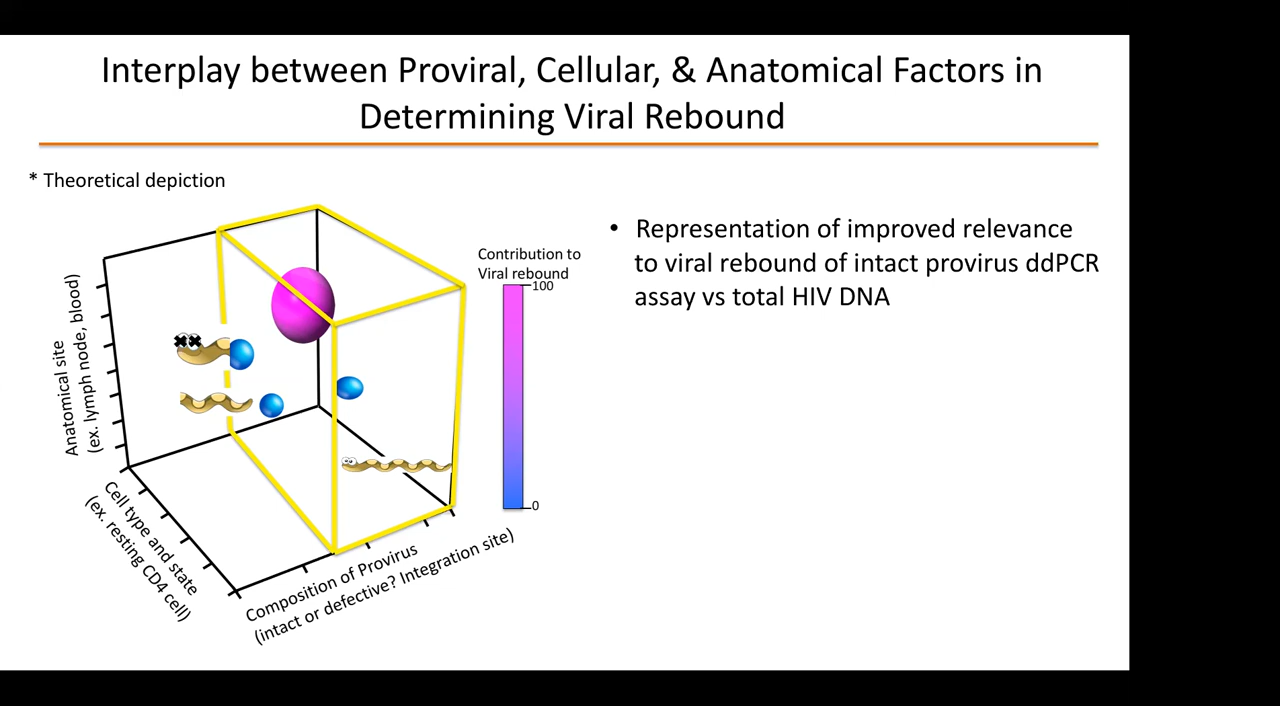 Interplay between Proviral, Cellular, & Anatomical Factors in
Determining Viral Rebound
* Theoretical depiction
Contribution to
Viral rebound
100
0
Anatomical site
(ex. lymph node, blood)
Cell type and state
(ex. resting CD4 cell)
Composition of Provirus
(intact or defective? Integration site)
• Representation of improved relevance
to viral rebound of intact provirus ddPCR
assay vs total HIV DNA